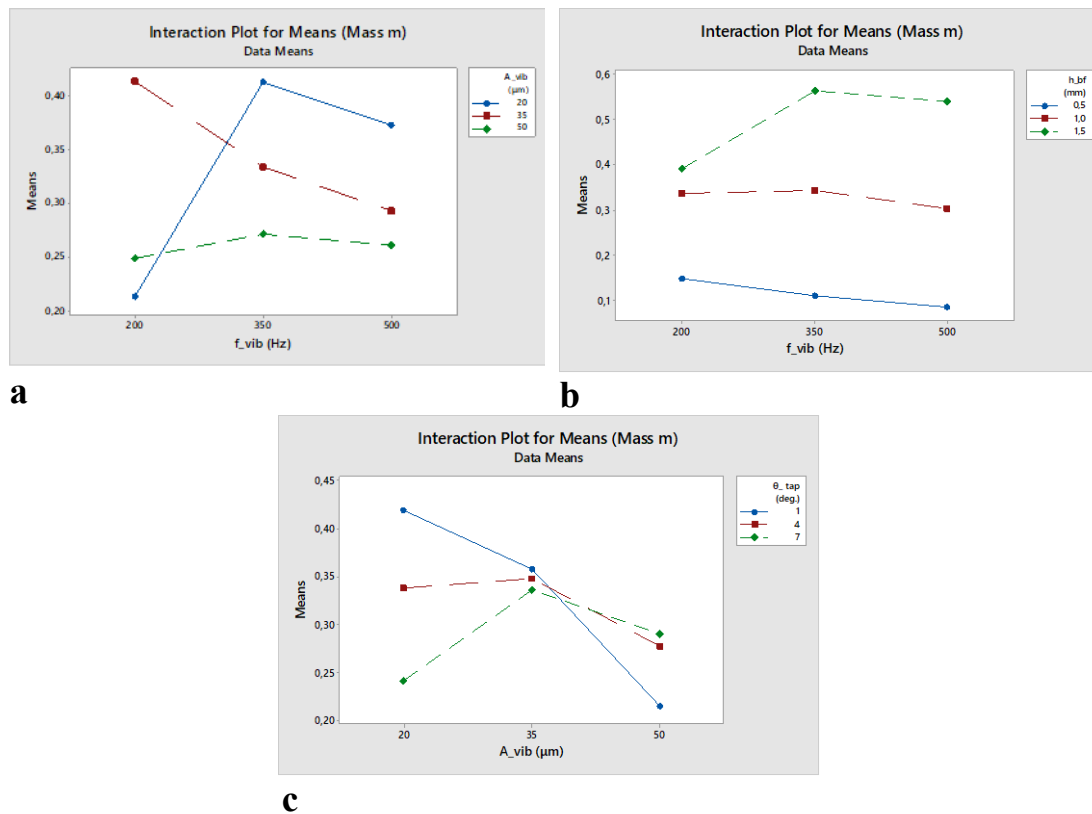 Interaction Plot for Means (Mass m)
Data Means
A_vib
(µm)
20
35
50
0,40
0,35
0,30
0,25
0,20
Means
200
350
500
f_vib (Hz)
a
Interaction Plot for Means (Mass m)
Data Means
h_bf
(mm)
0,5
1,0
1,5
0,6
0,5
0,4
0,3
0,2
0,1
Means
200
350
500
f_vib (Hz)
b
Interaction Plot for Means (Mass m)
Data Means
θ_ tap
(deg.)
1
4
7
0,45
0,40
0,35
0,30
0,25
0,20
Means
20
35
50
A_vib (µm)
c